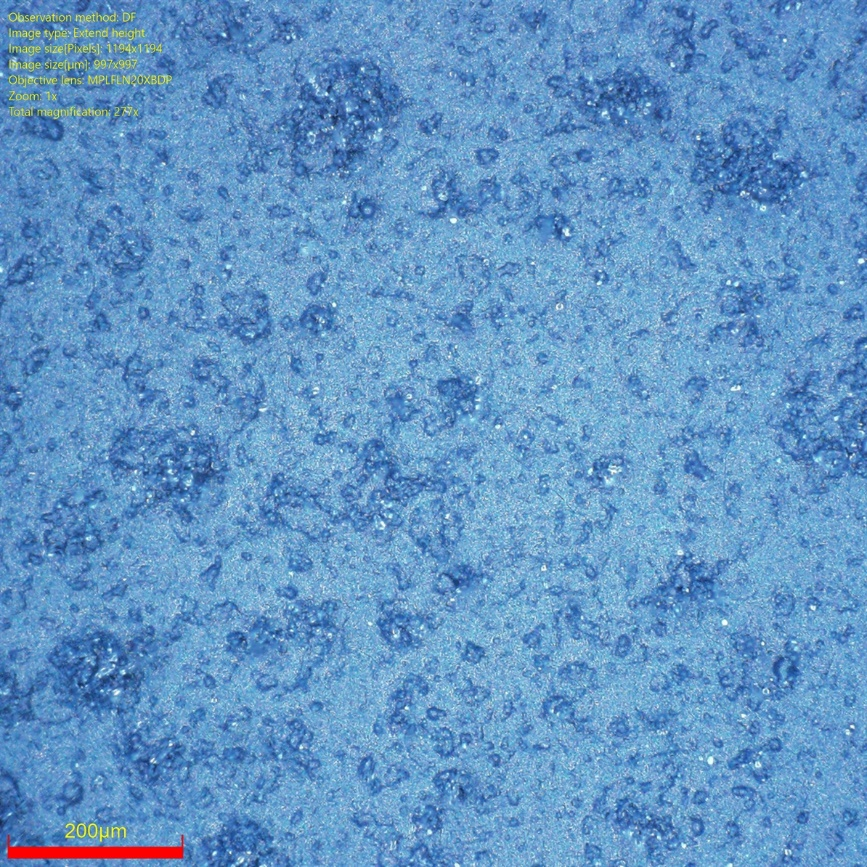 Observation method: DF
Image type: Extend height
Image size[Pixels]: 1194x1194
Image size[µm]: 997x997
Objective lens: MPLFLN20XBDP
Zoom: 1x
Total magnification: 277x
200µm